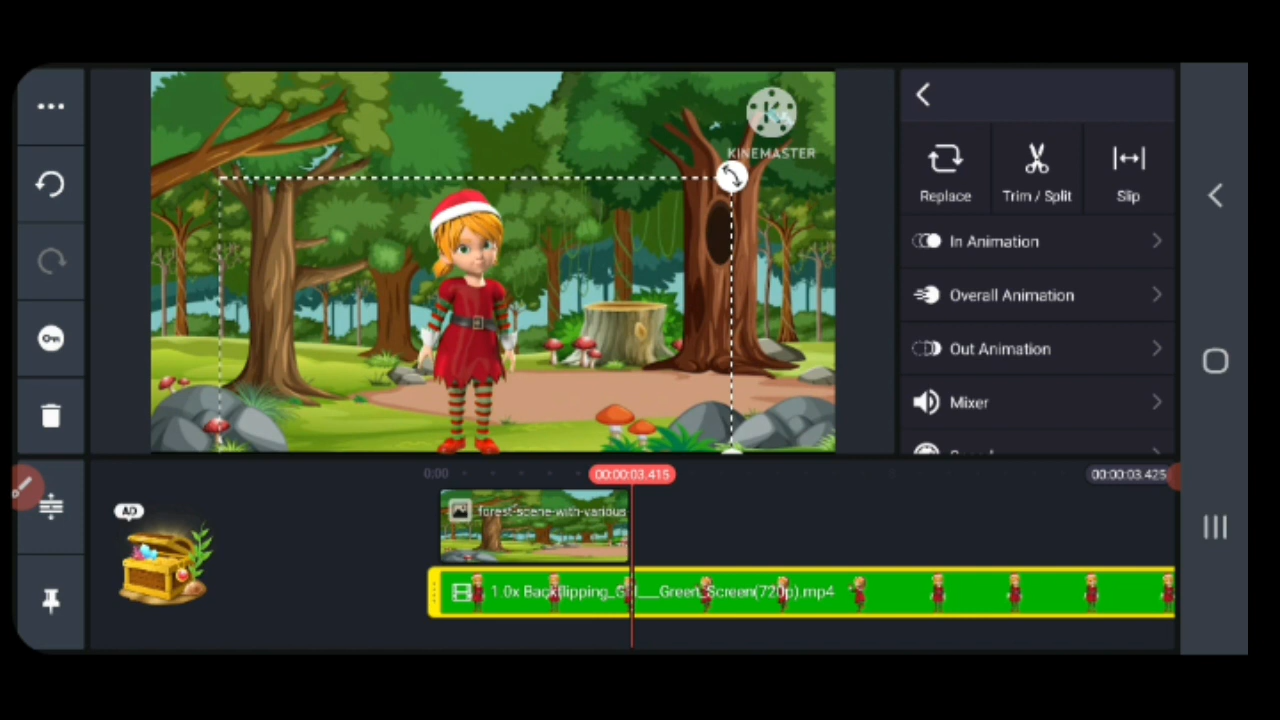 KINEMASTER
Replace
Trim / Split
Slip
In Animation
Overall Animation
Out Animation
Mixer
0:00
00:00:03.415
00:00:03.425
AD
forest-scene-with-various
1.0x Backflipping_G Green_Screen(720p).mp4